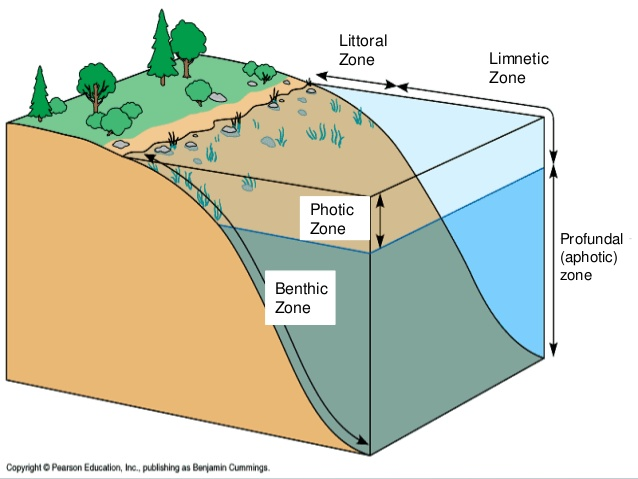 Littoral
Zone
Limnetic
Zone
Photic
Zone
Profundal
(aphotic)
zone
Benthic
Zone
Copyright © Pearson Education, Inc., publishing as Benjamin Cummings.